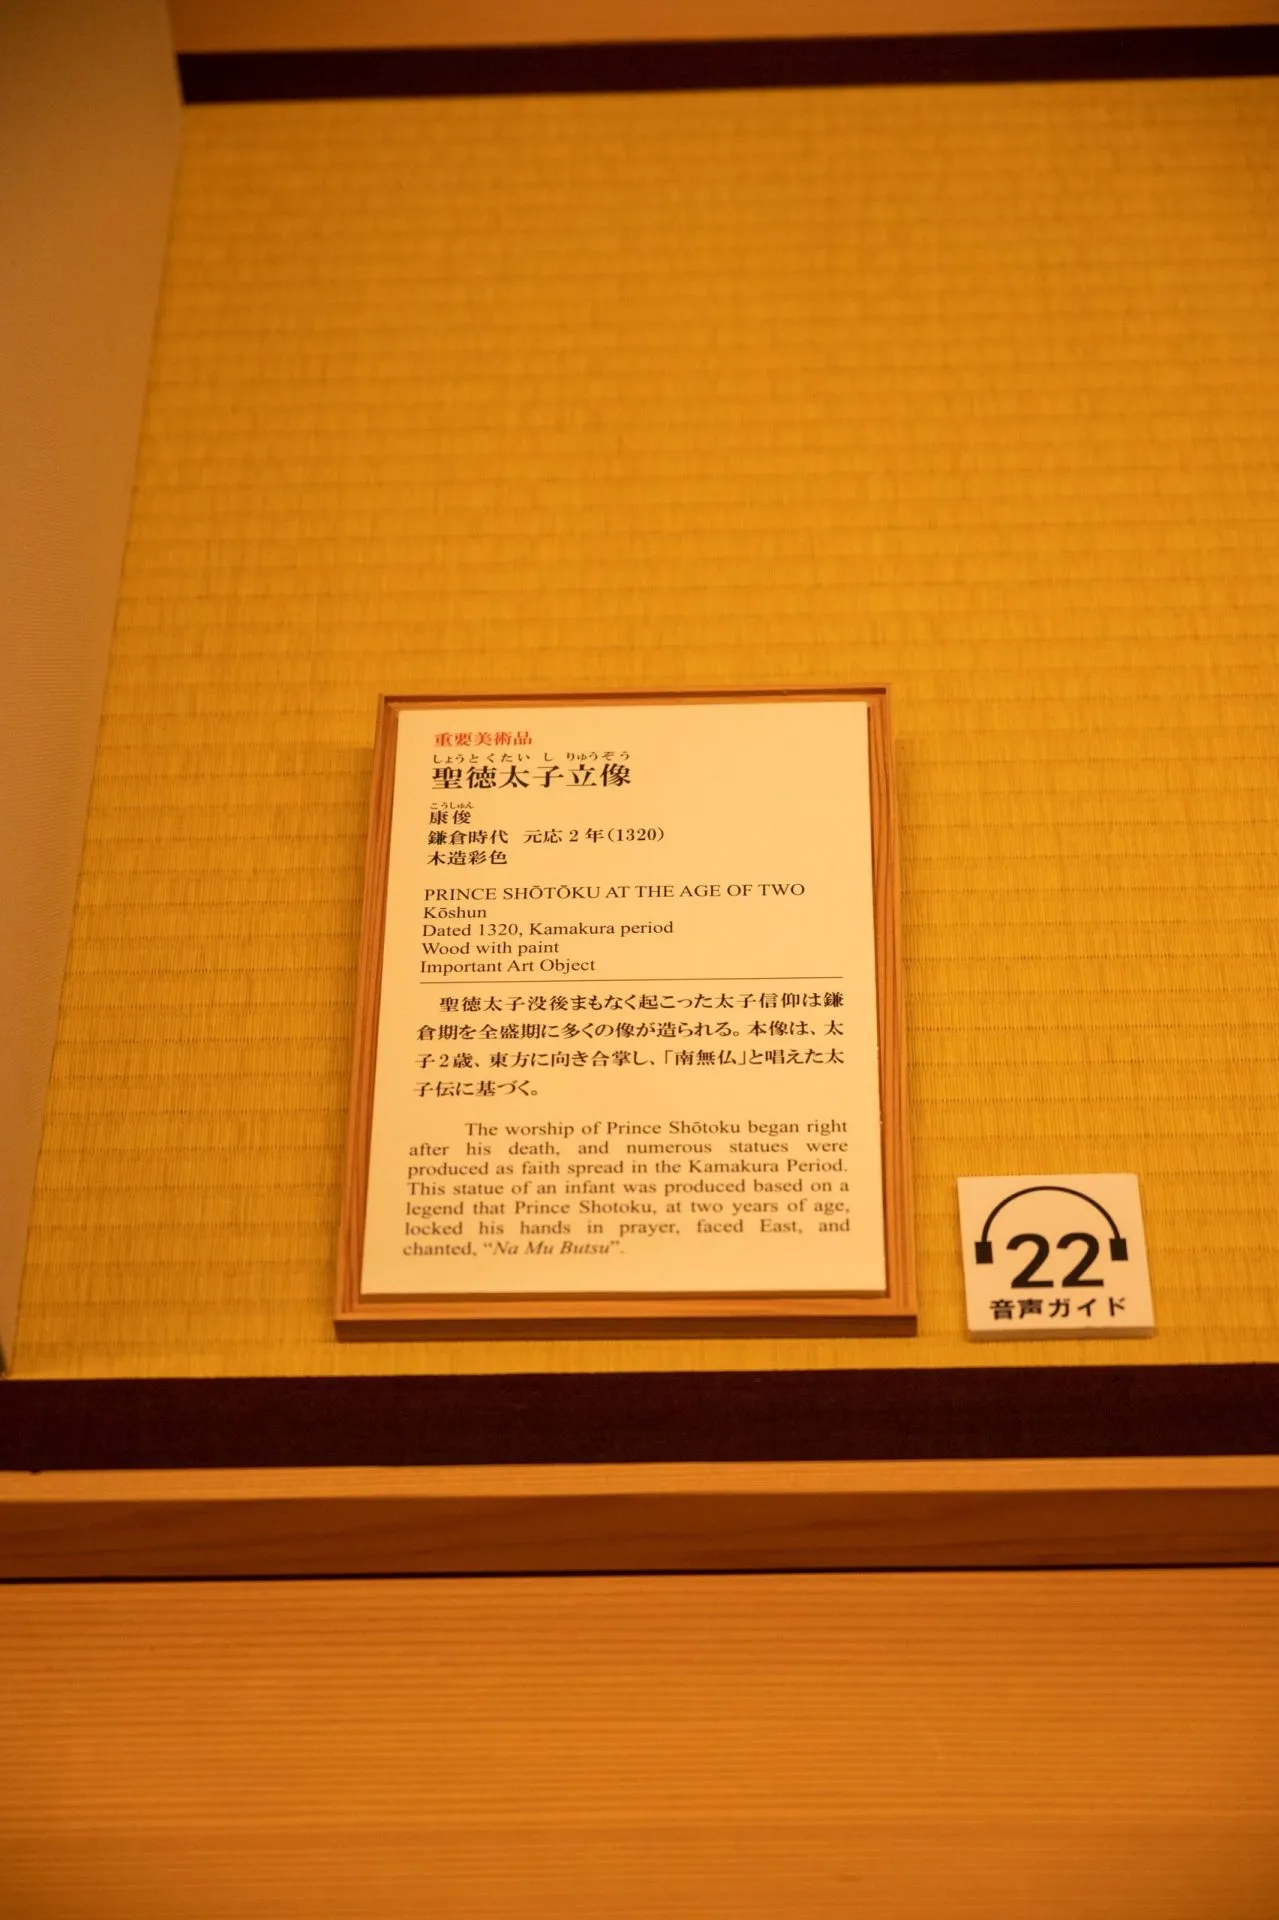 重要美術品
しょうとくたい し りゅうぞう
聖徳太子立像
こうしゅん
康俊
鎌倉時代 元応 2 年(1320)
木造彩色
PRINCE SHŌTŌKU AT THE AGE OF TWO
Kōshun
Dated 1320, Kamakura period
Wood with paint
Important Art Object
聖徳太子没後まもなく起こった太子信仰は鎌
倉期を全盛期に多くの像が造られる。本像は、太
子2歳、東方に向き合掌し、「南無仏」と唱えた太
子伝に基づく。
The worship of Prince Shōtoku began right
after his death, and numerous statues were
produced as faith spread in the Kamakura Period.
This statue of an infant was produced based on a
legend that Prince Shotoku, at two years of age,
locked his hands in prayer, faced East, and
chanted, “Na Mu Butsu”.
22
音声ガイド